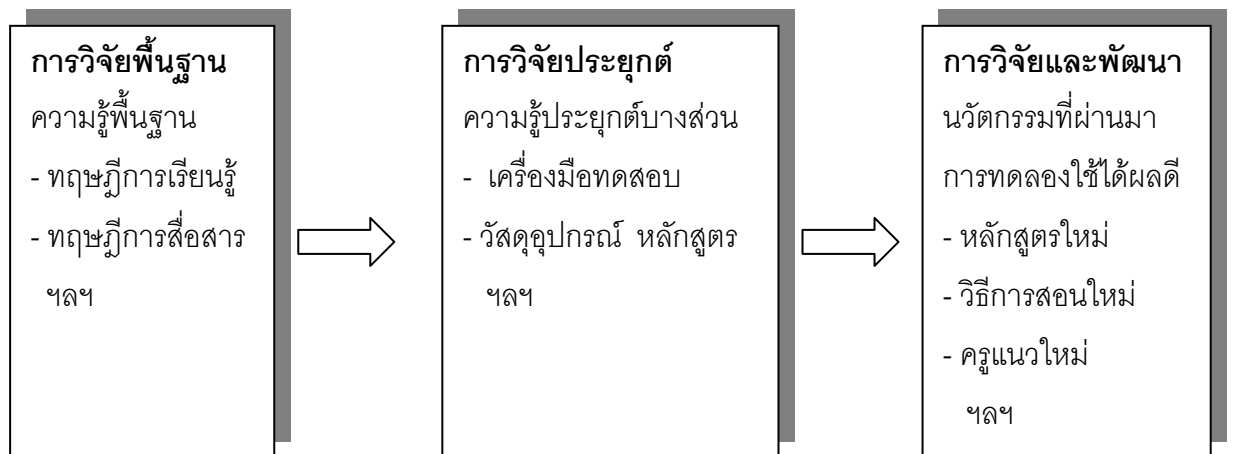 การวิจัยพื้นฐาน
ความรู้พื้นฐาน
- ทฤษฎีการเรียนรู้
- ทฤษฎีการสื่อสาร
ฯลฯ
การวิจัยประยุกต์
ความรู้ประยุกต์บางส่วน
- เครื่องมือทดสอบ
- วัสดุอุปกรณ์ หลักสูตร
ฯลฯ
การวิจัยและพัฒนา
นวัตกรรมที่ผ่านมา
การทดลองใช้ได้ผลดี
- หลักสูตรใหม่
- วิธีการสอนใหม่
- ครูแนวใหม่
ฯลฯ